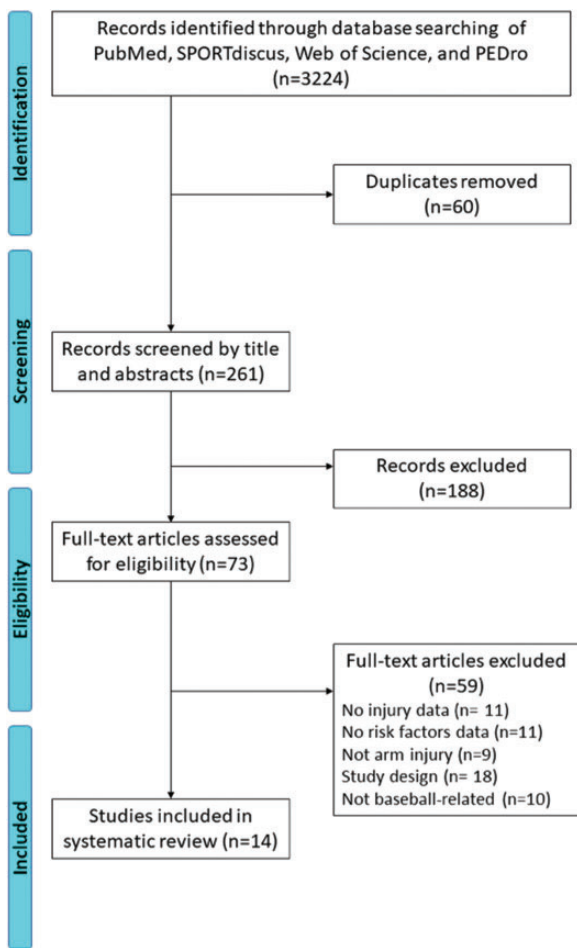 Identification
Records identified through database searching of
PubMed, SPORTdiscus, Web of Science, and PEDro
(n=3224)
Duplicates removed
(n=60)
Screening
Records screened by title
and abstracts (n=261)
Records excluded
(n=188)
Eligibility
Full-text articles assessed
for eligibility (n=73)
Full-text articles excluded
(n=59)
No injury data (n= 11)
No risk factors data (n=11)
Not arm injury (n=9)
Study design (n= 18)
Not baseball-related (n=10)
Included
Studies included in
systematic review (n=14)